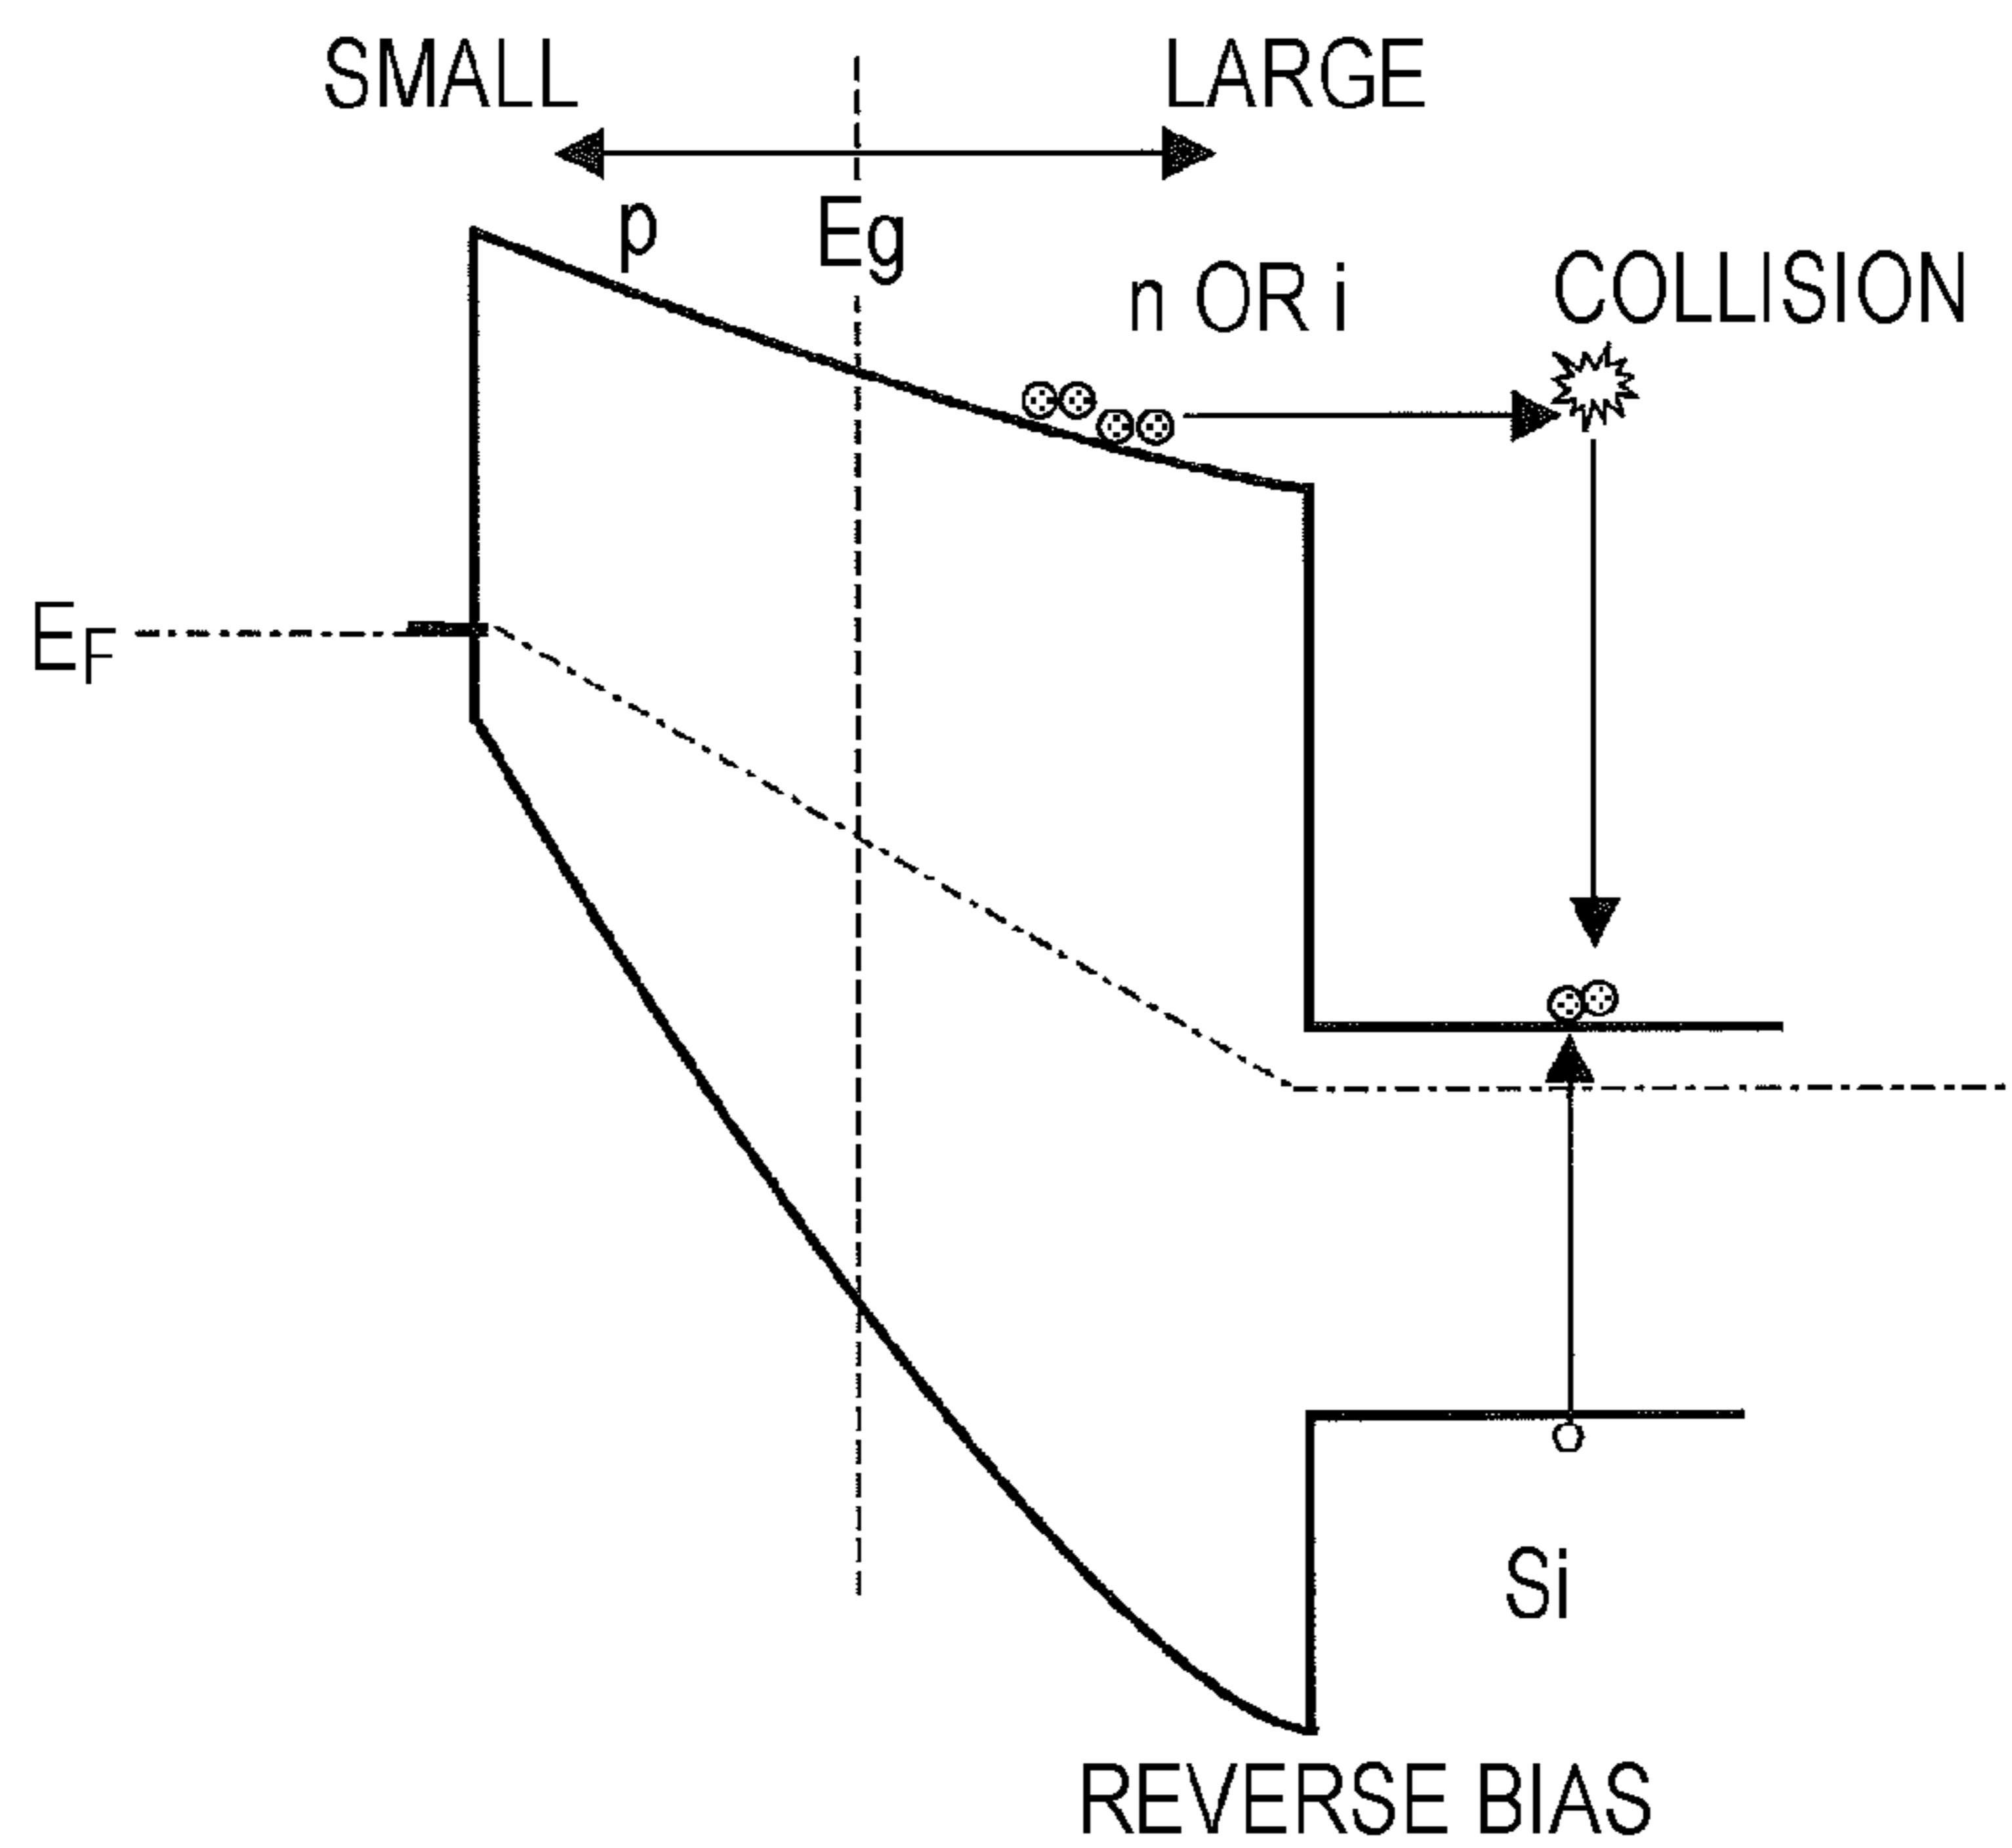 SMALL
LARGE
p
Eg
n OR i
COLLISION
EF
Si
REVERSE BIAS